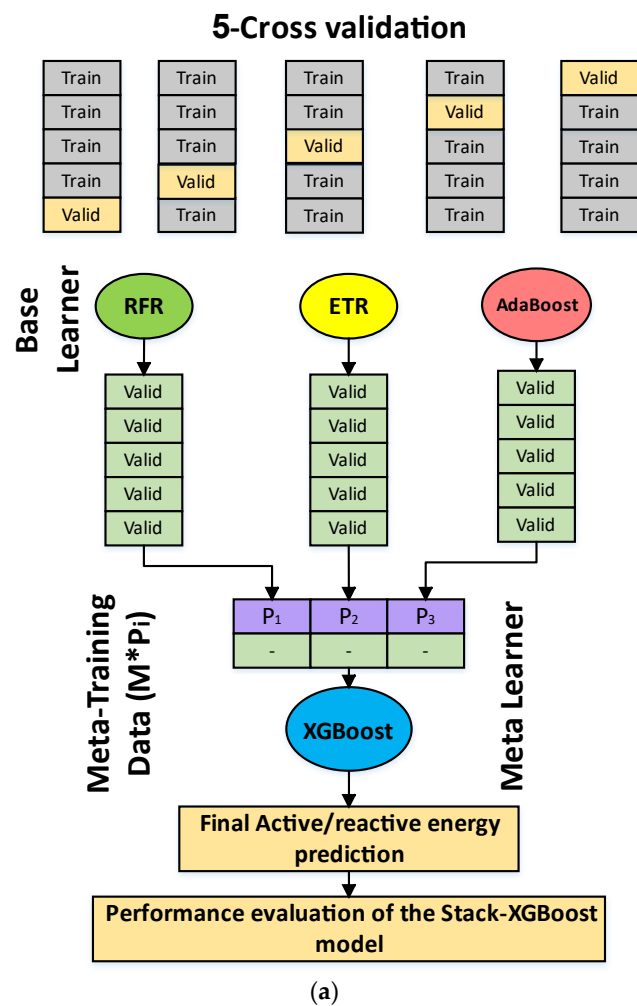 5-Cross validation
Train Train Train Train Valid
Train Train Train Valid Train
Train Train Valid Train Train
Train Valid Train Train Train
Valid Train Train Train Train
Base
Learner
RFR ETR AdaBoost
Valid Valid Valid
Valid Valid Valid
Valid Valid Valid
Valid Valid Valid
Valid Valid Valid
Meta-Training
Data (M*Pi)
P1 P2 P3
- - -
Meta Learner
XGBoost
Final Active/reactive energy
prediction
Performance evaluation of the Stack-XGBoost
model
(a)